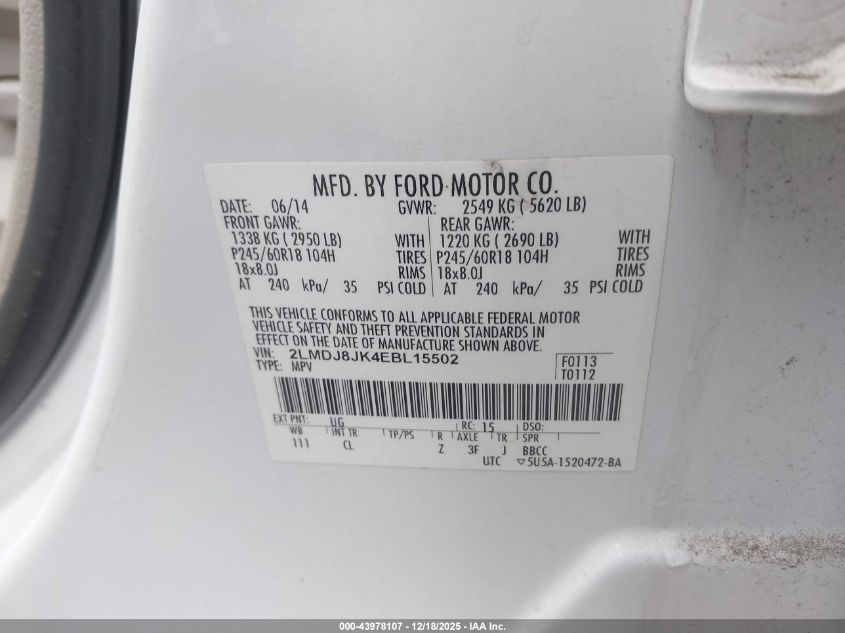 MFD. BY FORD MOTOR CO.
DATE: 06/14 GVWR: 2549 KG ( 5620 LB)
FRONT GAWR: REAR GAWR:
1338 KG ( 2950 LB) WITH 1220 KG ( 2690 LB) WITH
P245/60R18 104H TIRES P245/60R18 104H TIRES
18x8.0J RIMS 18x8.0J RIMS
AT 240 kPa/ 35 PSI COLD AT 240 kPa/ 35 PSI COLD
THIS VEHICLE CONFORMS TO ALL APPLICABLE FEDERAL MOTOR
VEHICLE SAFETY AND THEFT PREVENTION STANDARDS IN
EFFECT ON THE DATE OF MANUFACTURE SHOWN ABOVE.
VIN: 2LMDJ8JK4EBL15502 F0113
TYPE: MPV T0112
EXT PNT: UG RC: 15 DSO:
WB INT TR TP/PS R AXLE TR SPR
111 CL Z 3F J BBCC
UTC ▽5U5A-1520472-BA
000-43978107 - 12/18/2025 - IAA Inc.